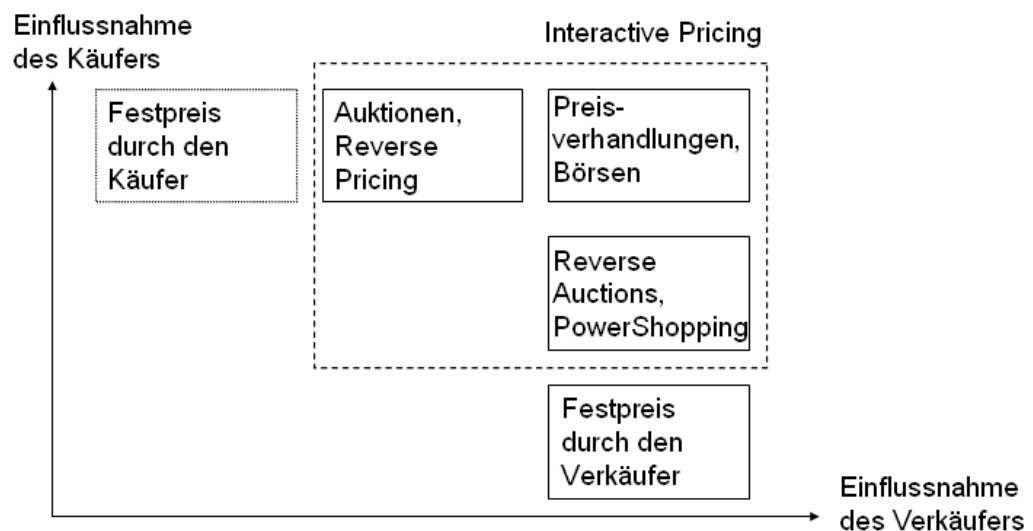 Einflussnahme
des Käufers
Interactive Pricing
Festpreis
durch den
Käufer
Auktionen,
Reverse
Pricing
Preis-
verhandlungen,
Börsen
Reverse
Auctions,
PowerShopping
Festpreis
durch den
Verkäufer
Einflussnahme
des Verkäufers